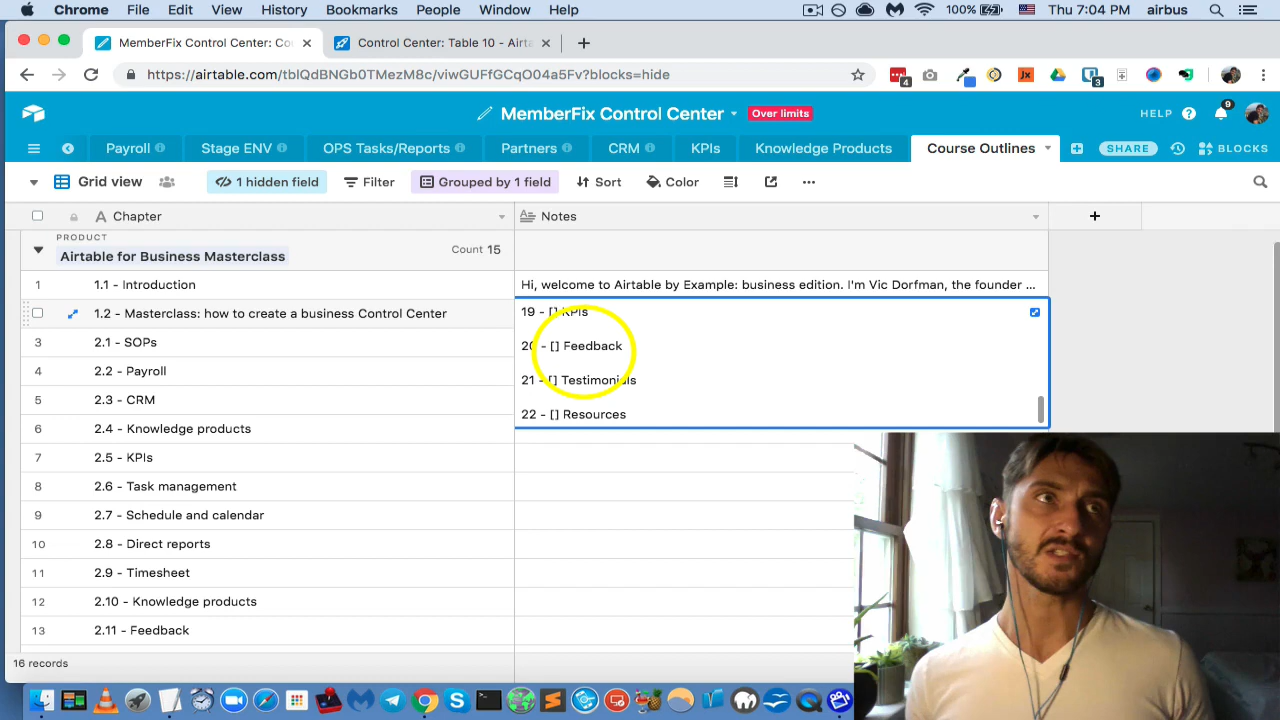 Chrome File Edit View History Bookmarks People Window Help 100% Thu 7:04 PM airbus
MemberFix Control Center: Co
Control Center: Table 10 - Airta
https://airtable.com/tblQdBNGb0TMezM8c/viwGUFfGCqO04a5Fv?blocks=hide
4
3
MemberFix Control Center
Over limits
HELP
9
Payroll
Stage ENV
OPS Tasks/Reports
Partners
CRM
KPIs
Knowledge Products
Course Outlines
SHARE
BLOCKS
Grid view
1 hidden field
Filter
Grouped by 1 field
Sort
Color
Chapter
Notes
PRODUCT
Airtable for Business Masterclass
Count 15
1 1.1 - Introduction
Hi, welcome to Airtable by Example: business edition. I'm Vic Dorfman, the founder ...
1.2 - Masterclass: how to create a business Control Center
19 - [] KPIs
20 - [] Feedback
21 - [] Testimonials
22 - [] Resources
3 2.1 - SOPs
4 2.2 - Payroll
5 2.3 - CRM
6 2.4 - Knowledge products
7 2.5 - KPIs
8 2.6 - Task management
9 2.7 - Schedule and calendar
10 2.8 - Direct reports
11 2.9 - Timesheet
12 2.10 - Knowledge products
13 2.11 - Feedback
16 records